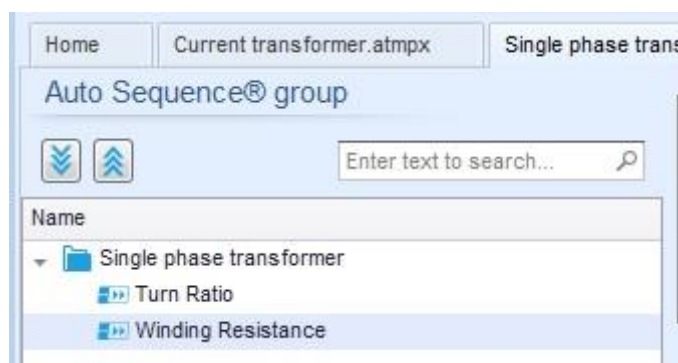 Home Current transformer.atmpx Single phase trans
Auto Sequence® group
Enter text to search...
Name
Single phase transformer
Turn Ratio
Winding Resistance